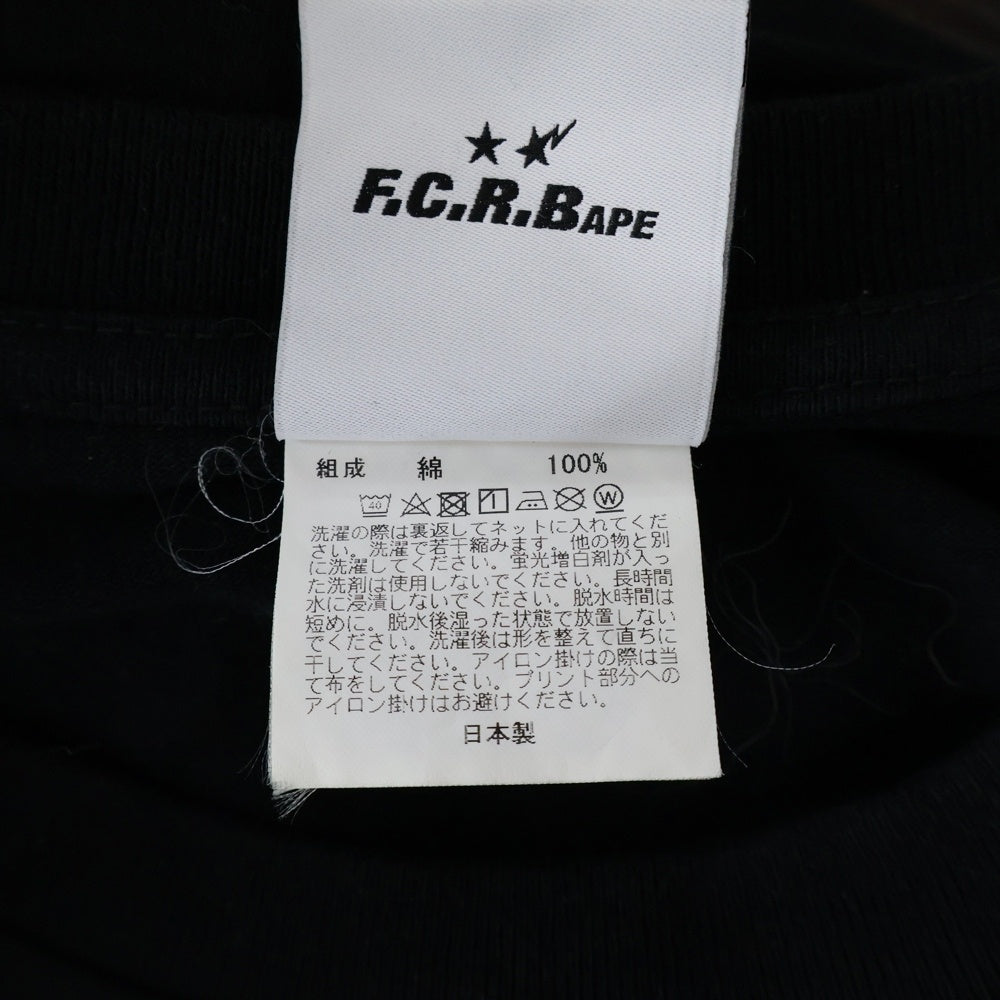 F.C.R.BAPE
組成 綿 100%
40 W
洗濯の際は裏返してネットに入れてくだ
さい。洗濯で若干縮みます。他の物と別
に洗濯してください。蛍光増白剤が入っ
た洗剤は使用しないでください。長時間
水に浸漬しないでください。脱水時間は
短めに。脱水後湿った状態で放置しない
でください。洗濯後は形を整えて直ちに
干してください。アイロン掛けの際は当
て布をしてください。プリント部分への
アイロン掛けはお避けください。
日本製